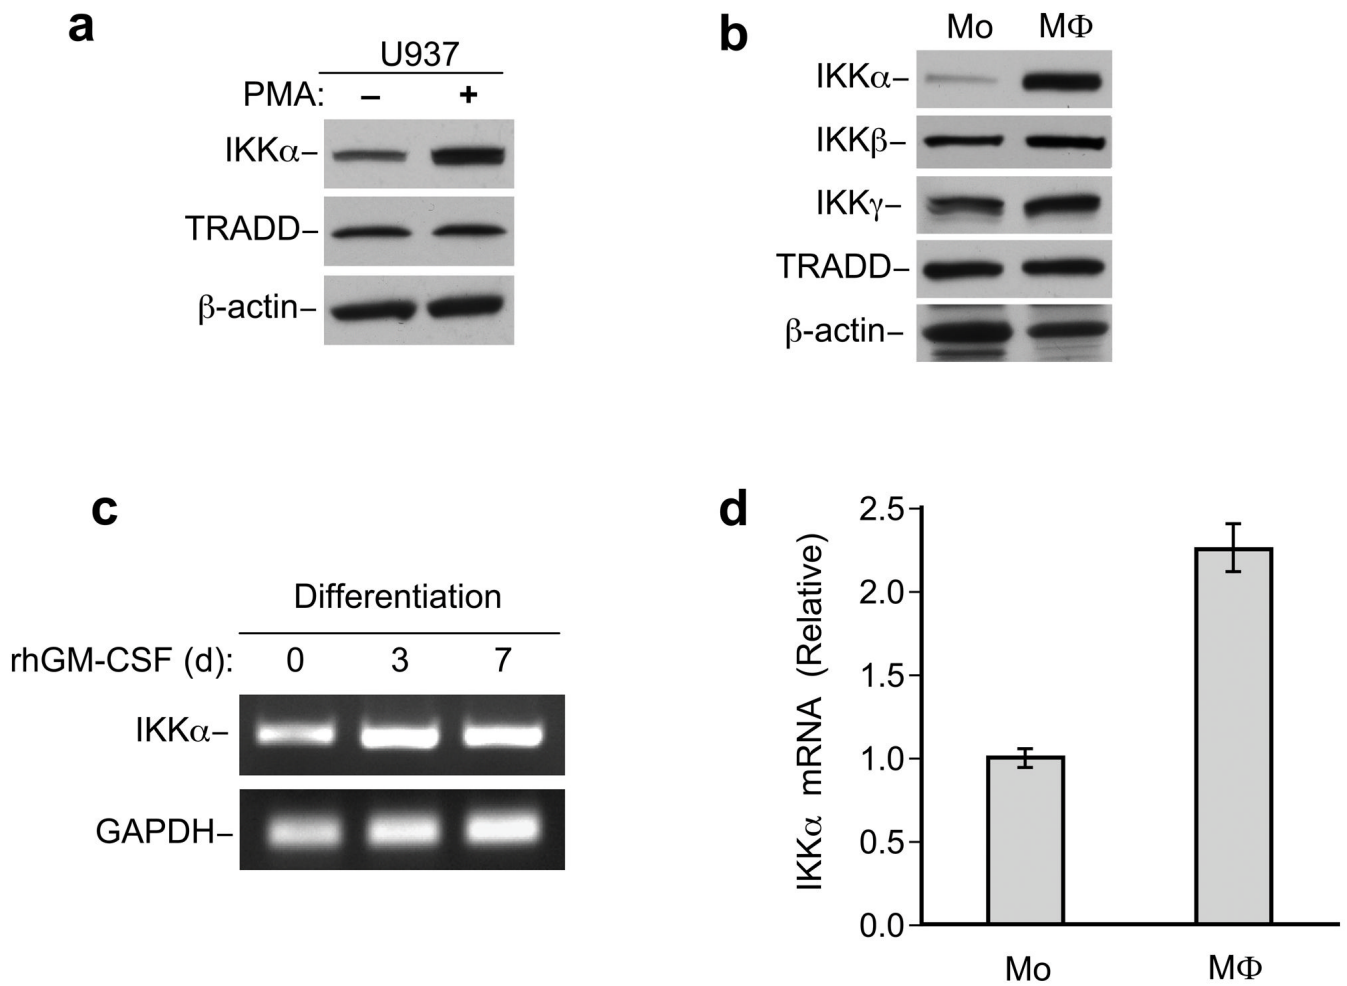 a
U937
PMA: – +
IKKα–
TRADD–
β-actin–
b
Mo MΦ
IKKα–
IKKβ–
IKKγ–
TRADD–
β-actin–
c
Differentiation
rhGM-CSF (d): 0 3 7
IKKα–
GAPDH–
d
IKKα mRNA (Relative)
2.5
2.0
1.5
1.0
0.5
0.0
Mo MΦ